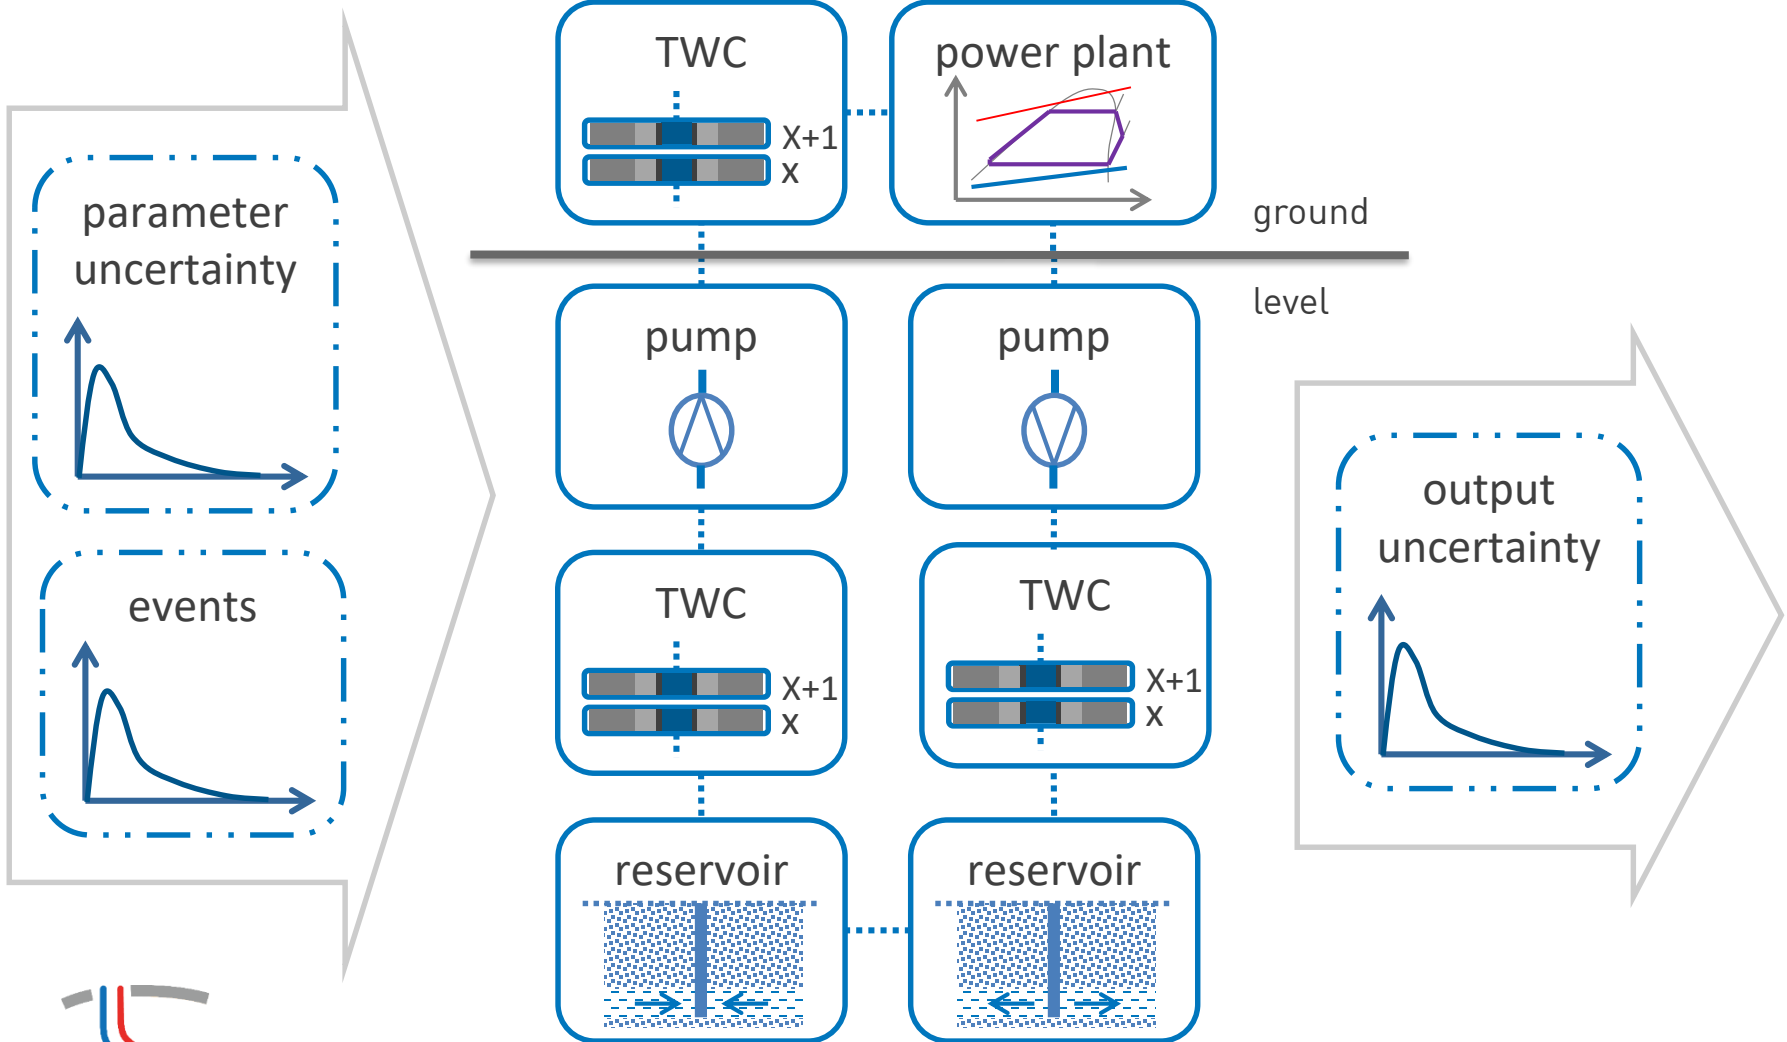 parameter
uncertainty
events
TWC
X+1
x
power plant
ground
level
pump
pump
TWC
X+1
x
TWC
X+1
x
reservoir
reservoir
output
uncertainty